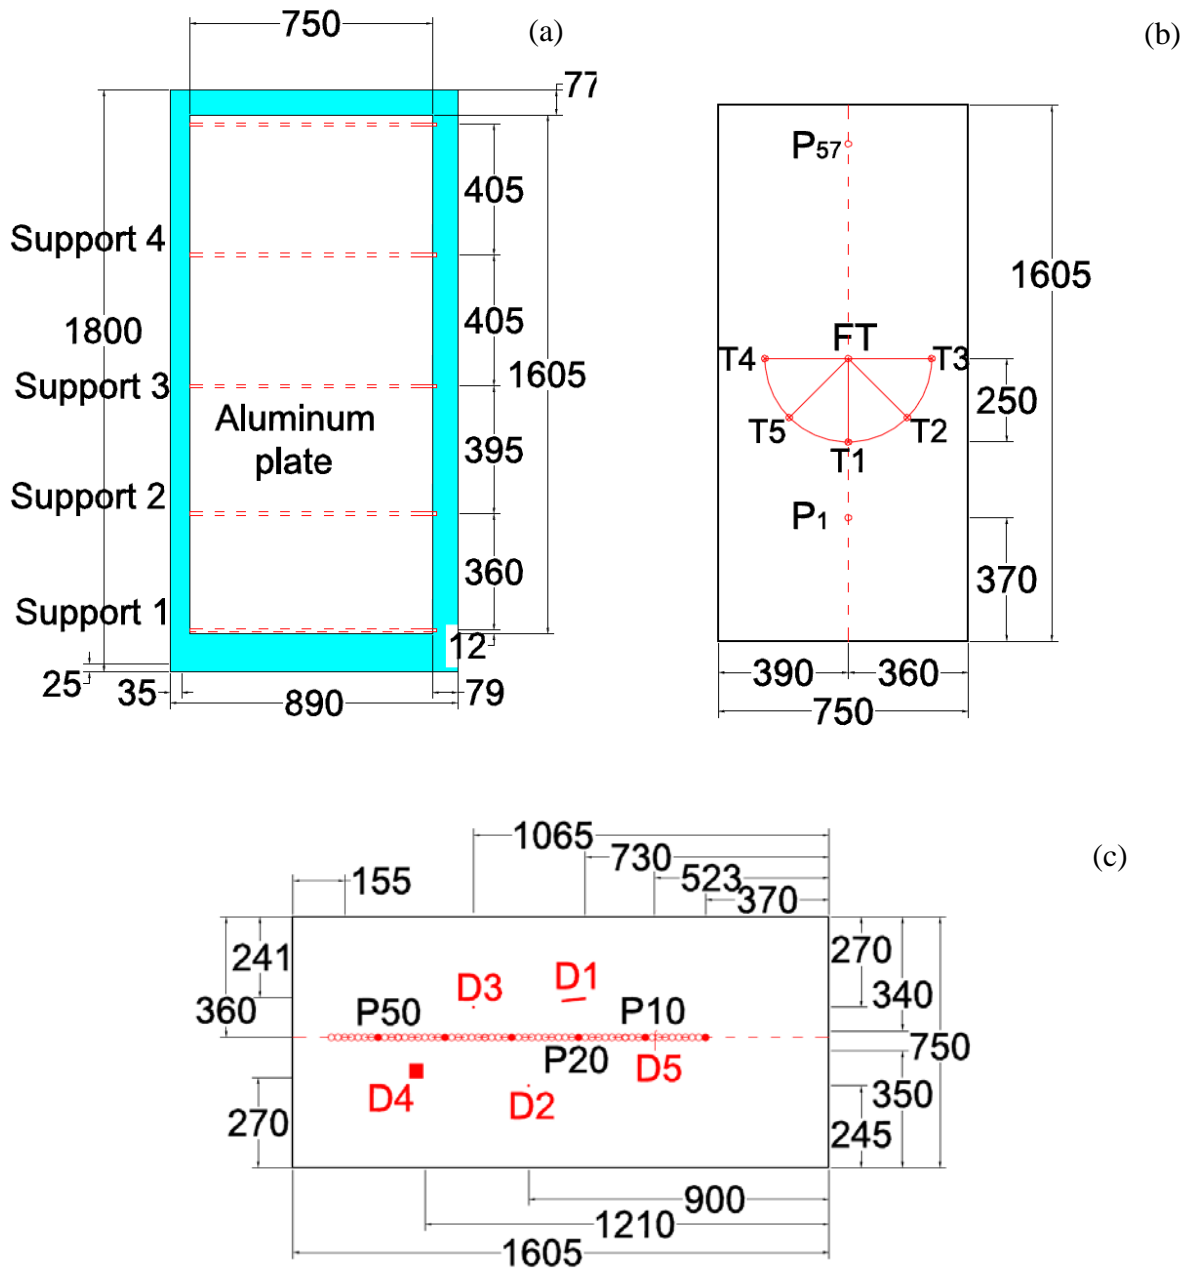 750
(a)
77
(b)
P57
405
Support 4
1605
1800
405
FT
T4
T3
Support 3
1605
Aluminum
plate
250
T5
T2
395
T1
Support 2
P1
360
370
Support 1
12
25
35
79
890
390
360
750
1065
(c)
730
155
523
370
241
270
D1
D3
360
P50
P10
340
750
P20
D5
D4
D2
350
270
245
900
1210
1605